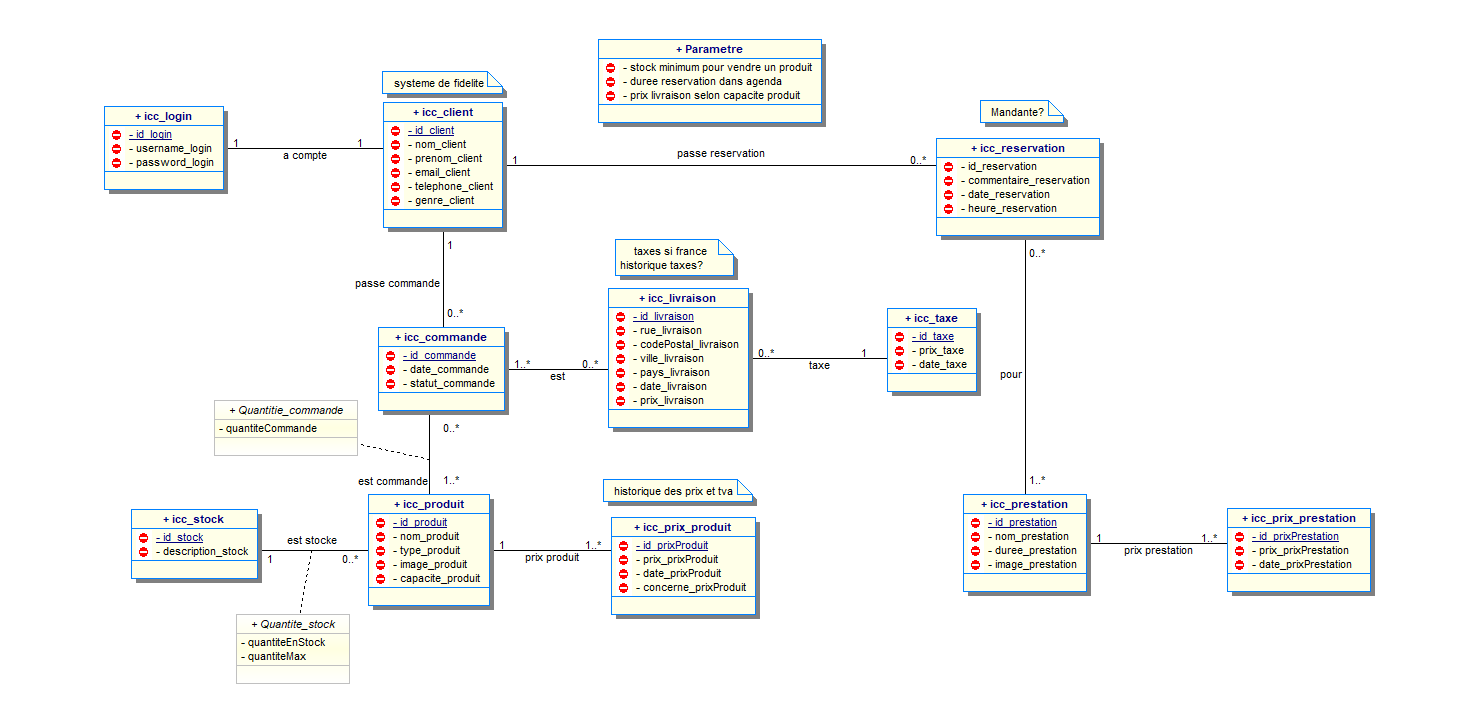 + Parametre
- stock minimum pour vendre un produit
- duree reservation dans agenda
- prix livraison selon capacite produit
systeme de fidelite
Mandante?
+ icc_login
- id_login
- username_login
- password_login
1
a compte
1
+ icc_client
- id_client
- nom_client
- prenom_client
- email_client
- telephone_client
- genre_client
1
passe reservation
0..*
+ icc_reservation
- id_reservation
- commentaire_reservation
- date_reservation
- heure_reservation
1
passe commande
0..*
taxes si france
historique taxes?
0..*
pour
1..*
+ icc_commande
- id_commande
- date_commande
- statut_commande
1..*
est
0..*
+ icc_livraison
- id_livraison
- rue_livraison
- codePostal_livraison
- ville_livraison
- pays_livraison
- date_livraison
- prix_livraison
0..*
taxe
1
+ icc_taxe
- id_taxe
- prix_taxe
- date_taxe
+ Quantitie_commande
- quantiteCommande
0..*
est commande
1..*
+ icc_stock
- id_stock
- description_stock
1
est stocke
0..*
+ icc_produit
- id_produit
- nom_produit
- type_produit
- image_produit
- capacite_produit
1
prix produit
1..*
historique des prix et tva
+ icc_prix_produit
- id_prixProduit
- prix_prixProduit
- date_prixProduit
- concerne_prixProduit
+ icc_prestation
- id_prestation
- nom_prestation
- duree_prestation
- image_prestation
1
prix prestation
1..*
+ icc_prix_prestation
- id_prixPrestation
- prix_prixPrestation
- date_prixPrestation
+ Quantite_stock
- quantiteEnStock
- quantiteMax